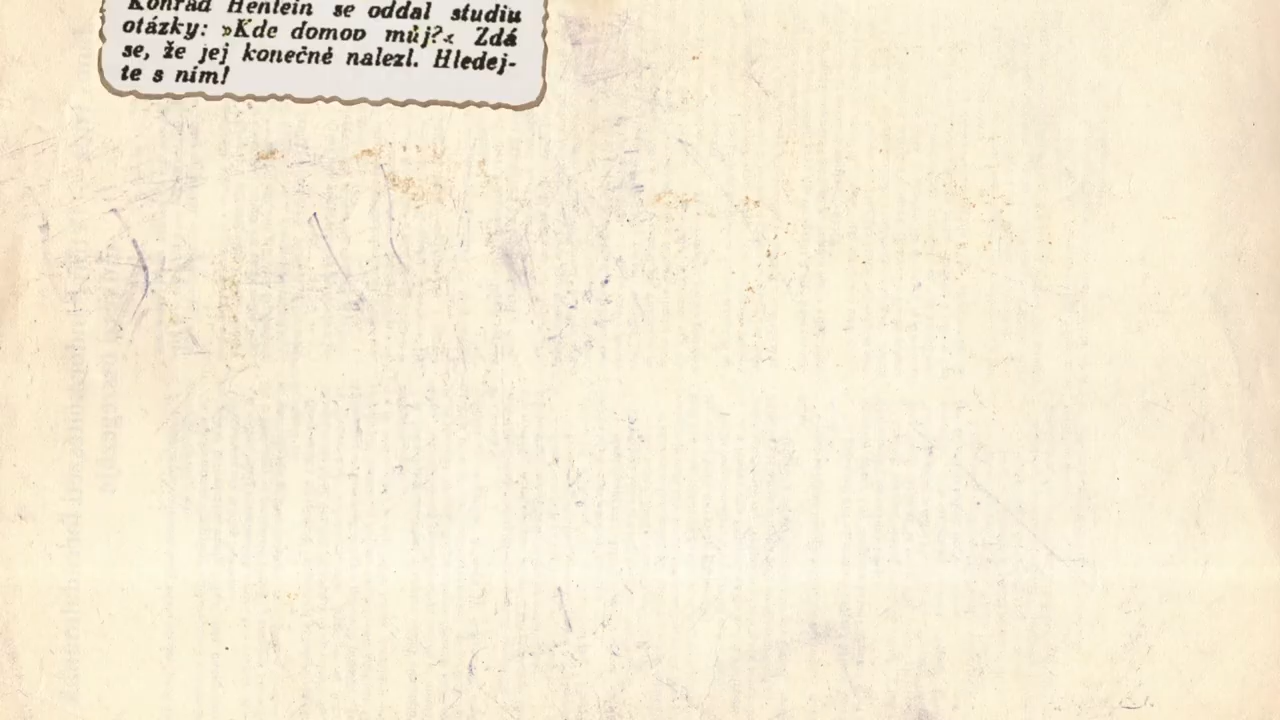 Konrad Henlein se oddal studiu
otázky: »Kde domov můj?« Zdá
se, že jej konečně nalezl. Hledej-
te s ním!